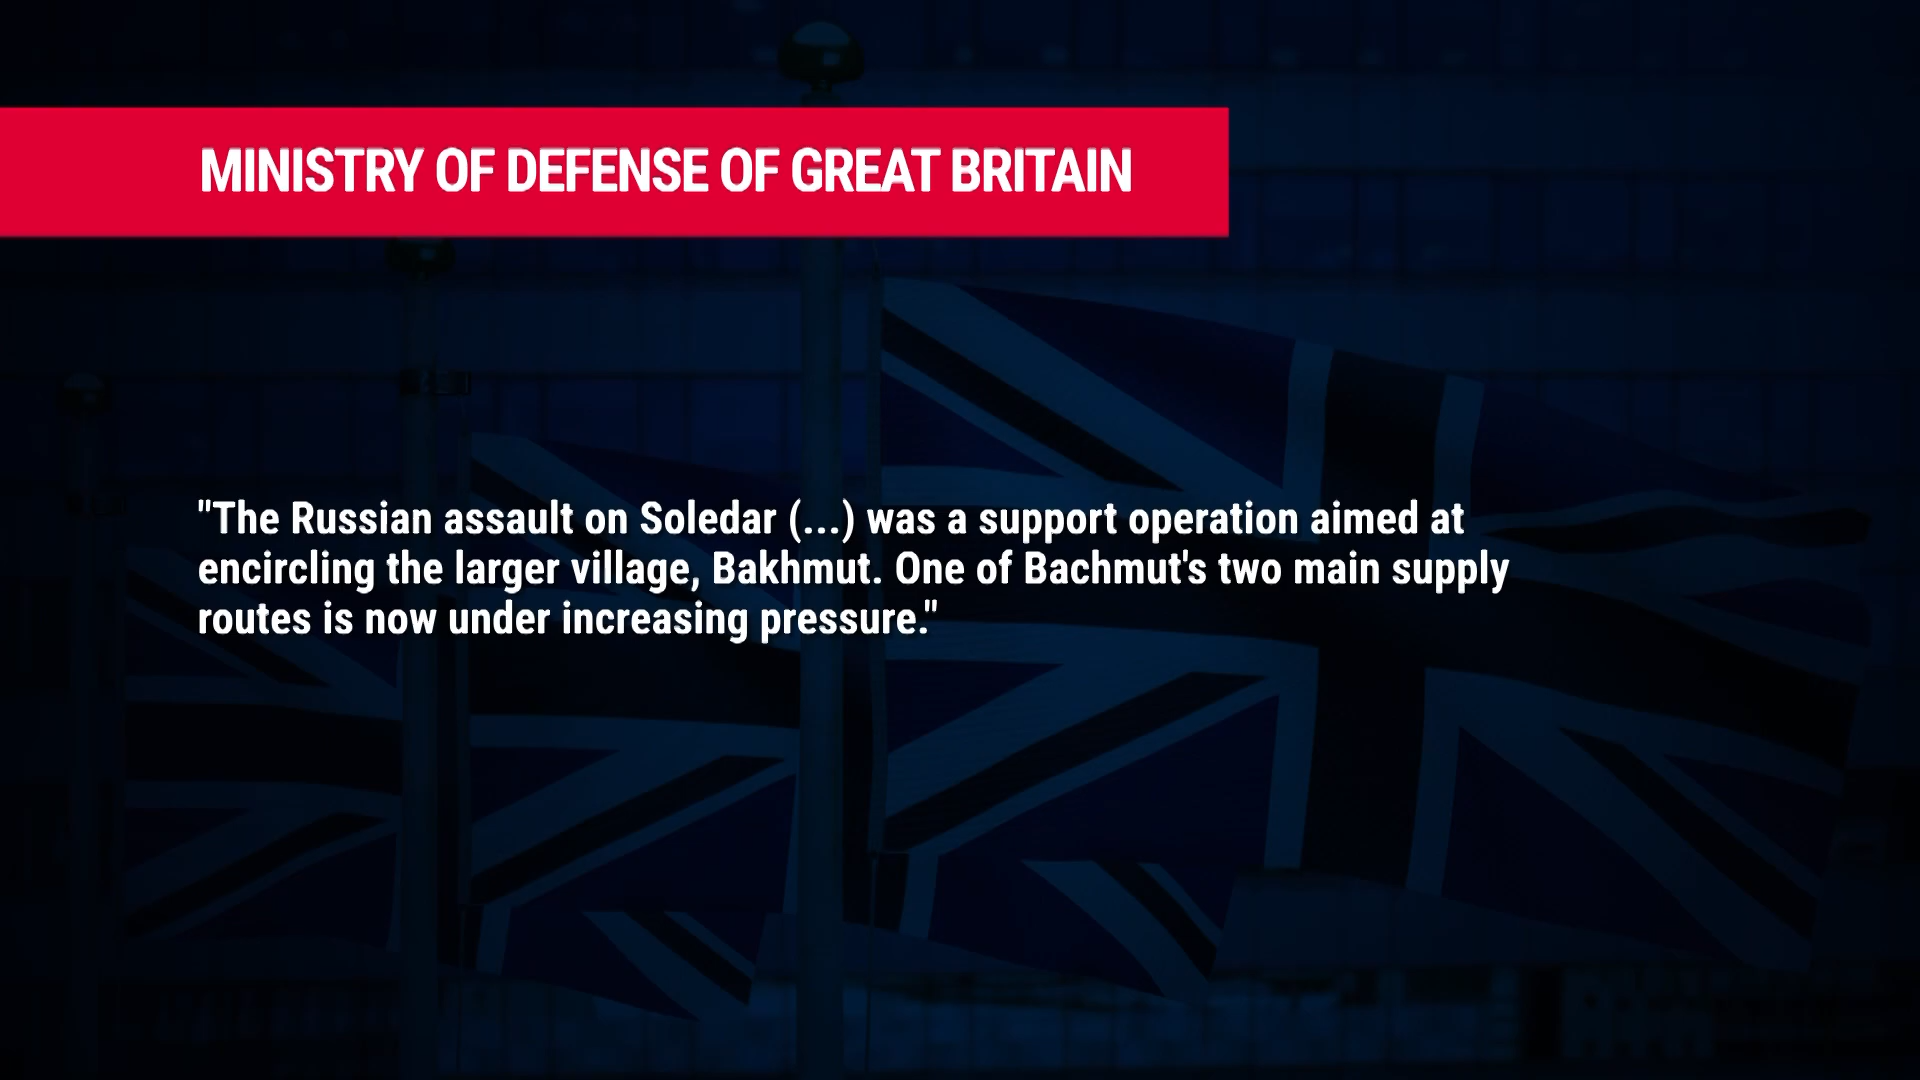 MINISTRY OF DEFENSE OF GREAT BRITAIN
"The Russian assault on Soledar (...) was a support operation aimed at
encircling the larger village, Bakhmut. One of Bachmut's two main supply
routes is now under increasing pressure."